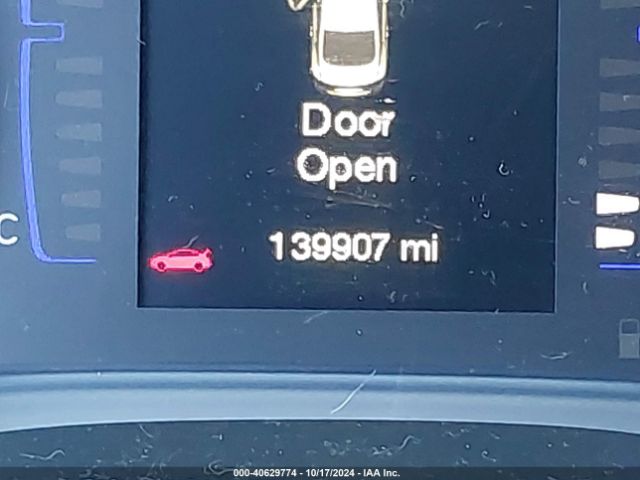 Door
Open
C
139907 mi
000-40629774 - 10/17/2024 - IAA Inc.